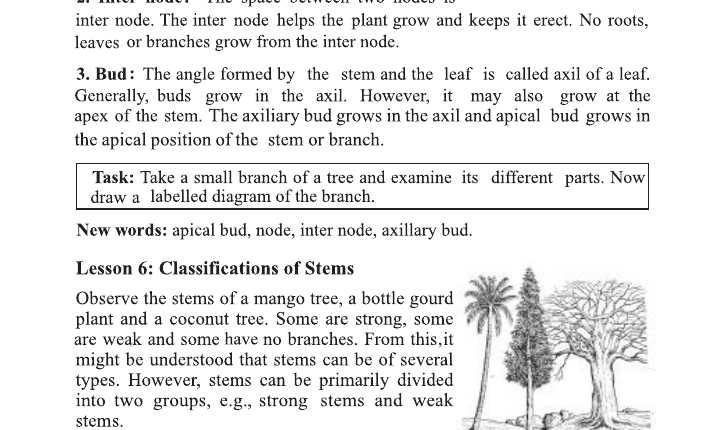 inter node. The inter node helps the plant grow and keeps it erect. No roots,
leaves or branches grow from the inter node.
3. Bud: The angle formed by the stem and the leaf is called axil of a leaf.
Generally, buds grow in the axil. However, it may also grow at the
apex of the stem. The axiliary bud grows in the axil and apical bud grows in
the apical position of the stem or branch.
Task: Take a small branch of a tree and examine its different parts. Now
draw a labelled diagram of the branch.
New words: apical bud, node, inter node, axillary bud.
Lesson 6: Classifications of Stems
Observe the stems of a mango tree, a bottle gourd
plant and a coconut tree. Some are strong, some
are weak and some have no branches. From this,it
might be understood that stems can be of several
types. However, stems can be primarily divided
into two groups, e.g., strong stems and weak
stems.